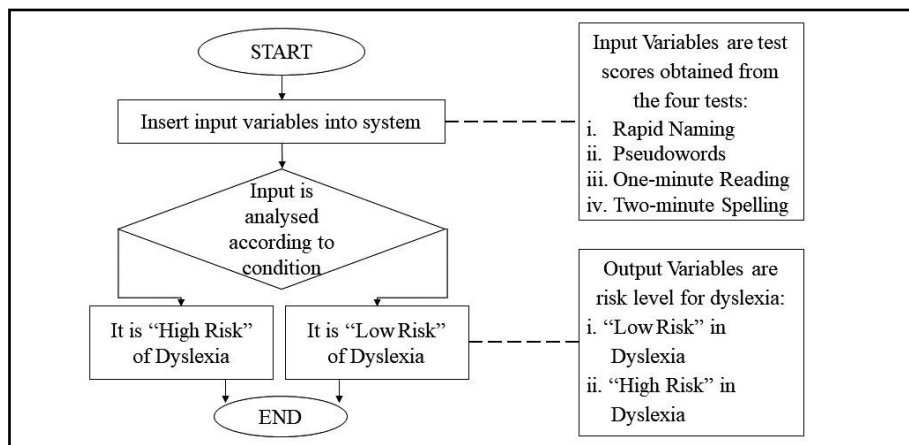 START
Insert input variables into system
Input is
analysed
according to
condition
It is “High Risk”
of Dyslexia
It is “Low Risk”
of Dyslexia
END
Input Variables are test
scores obtained from
the four tests:
i. Rapid Naming
ii. Pseudowords
iii. One-minute Reading
iv. Two-minute Spelling
Output Variables are
risk level for dyslexia:
i. “Low Risk” in
Dyslexia
ii. “High Risk” in
Dyslexia